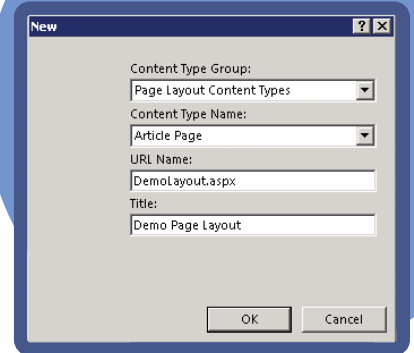 New
Content Type Group:
Page Layout Content Types
Content Type Name:
Article Page
URL Name:
DemoLayout.aspx
Title:
Demo Page Layout
OK Cancel